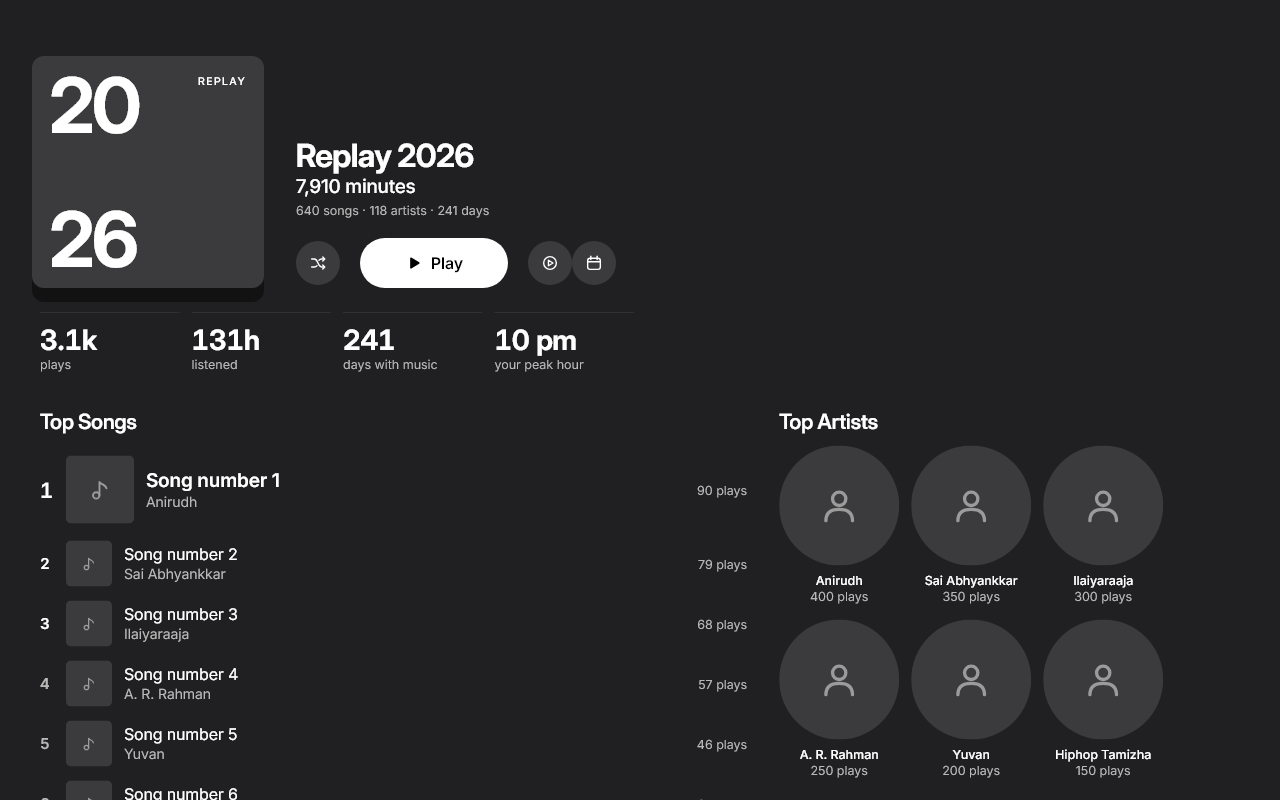 20
REPLAY
26
Replay 2026
7,910 minutes
640 songs · 118 artists · 241 days
Play
3.1k
plays
131h
listened
241
days with music
10 pm
your peak hour
Top Songs
1
Song number 1
Anirudh
90 plays
2
Song number 2
Sai Abhyankkar
79 plays
3
Song number 3
Ilaiyaraaja
68 plays
4
Song number 4
A. R. Rahman
57 plays
5
Song number 5
Yuvan
46 plays
Song number 6
Top Artists
Anirudh
400 plays
Sai Abhyankkar
350 plays
Ilaiyaraaja
300 plays
A. R. Rahman
250 plays
Yuvan
200 plays
Hiphop Tamizha
150 plays